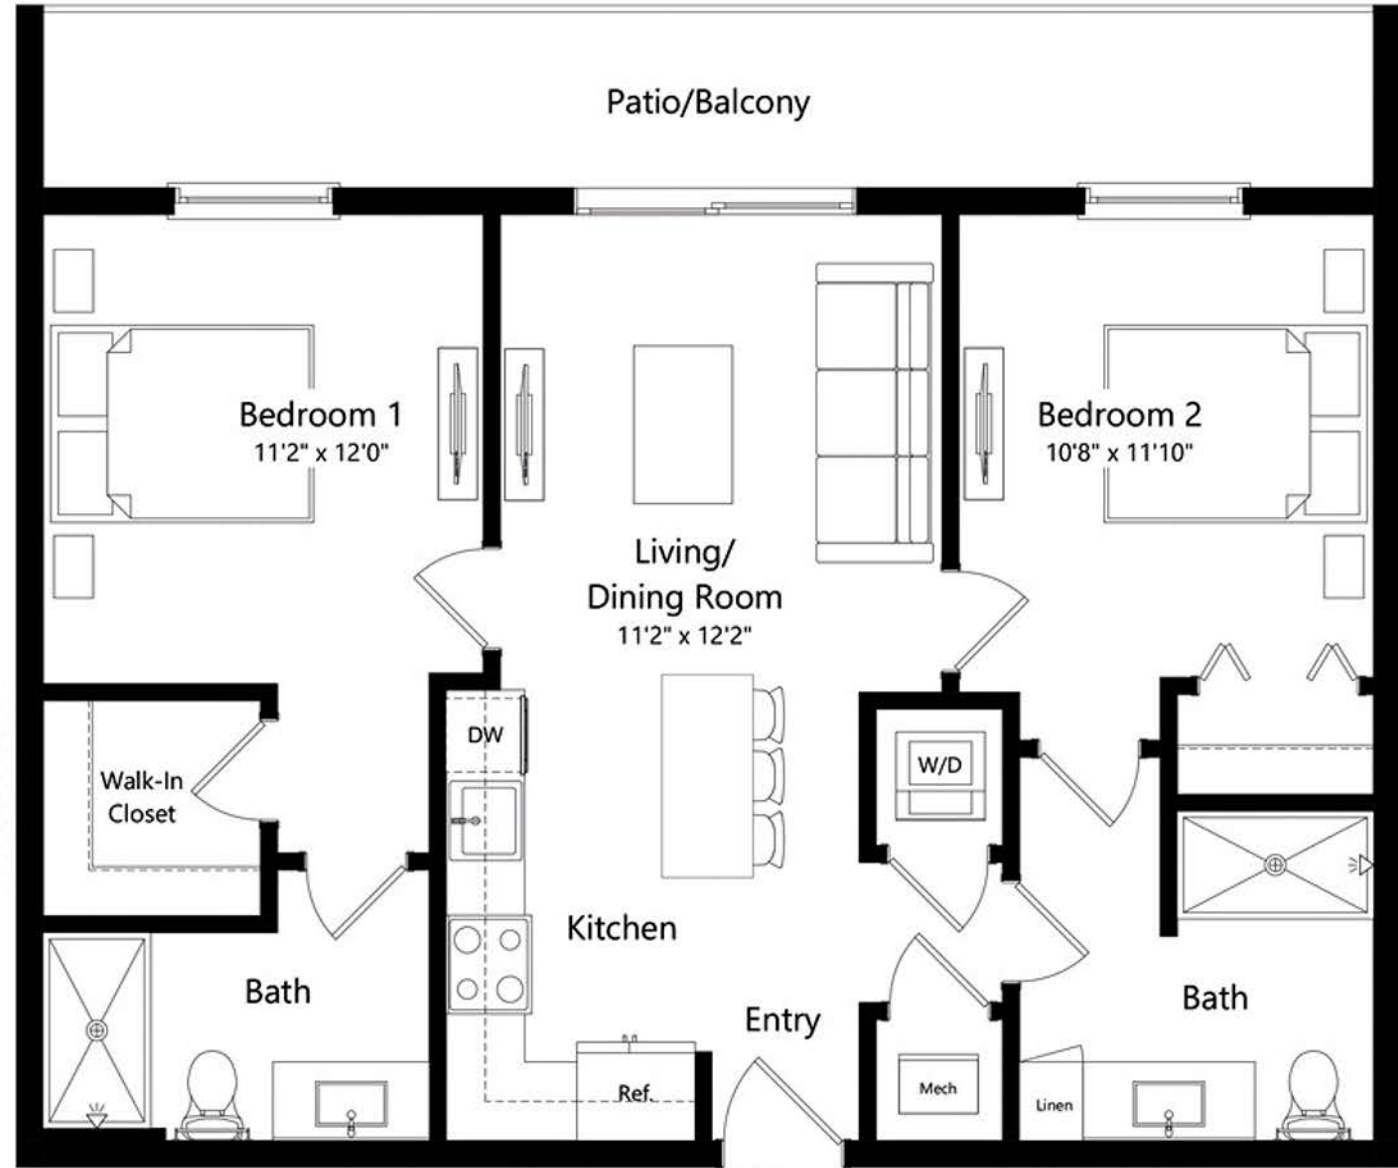 Patio/Balcony
Bedroom 1
11'2" x 12'0"
Bedroom 2
10'8" x 11'10"
Living/
Dining Room
11'2" x 12'2"
DW
W/D
Walk-In
Closet
Kitchen
Bath
Bath
Entry
Ref.
Mech
Linen